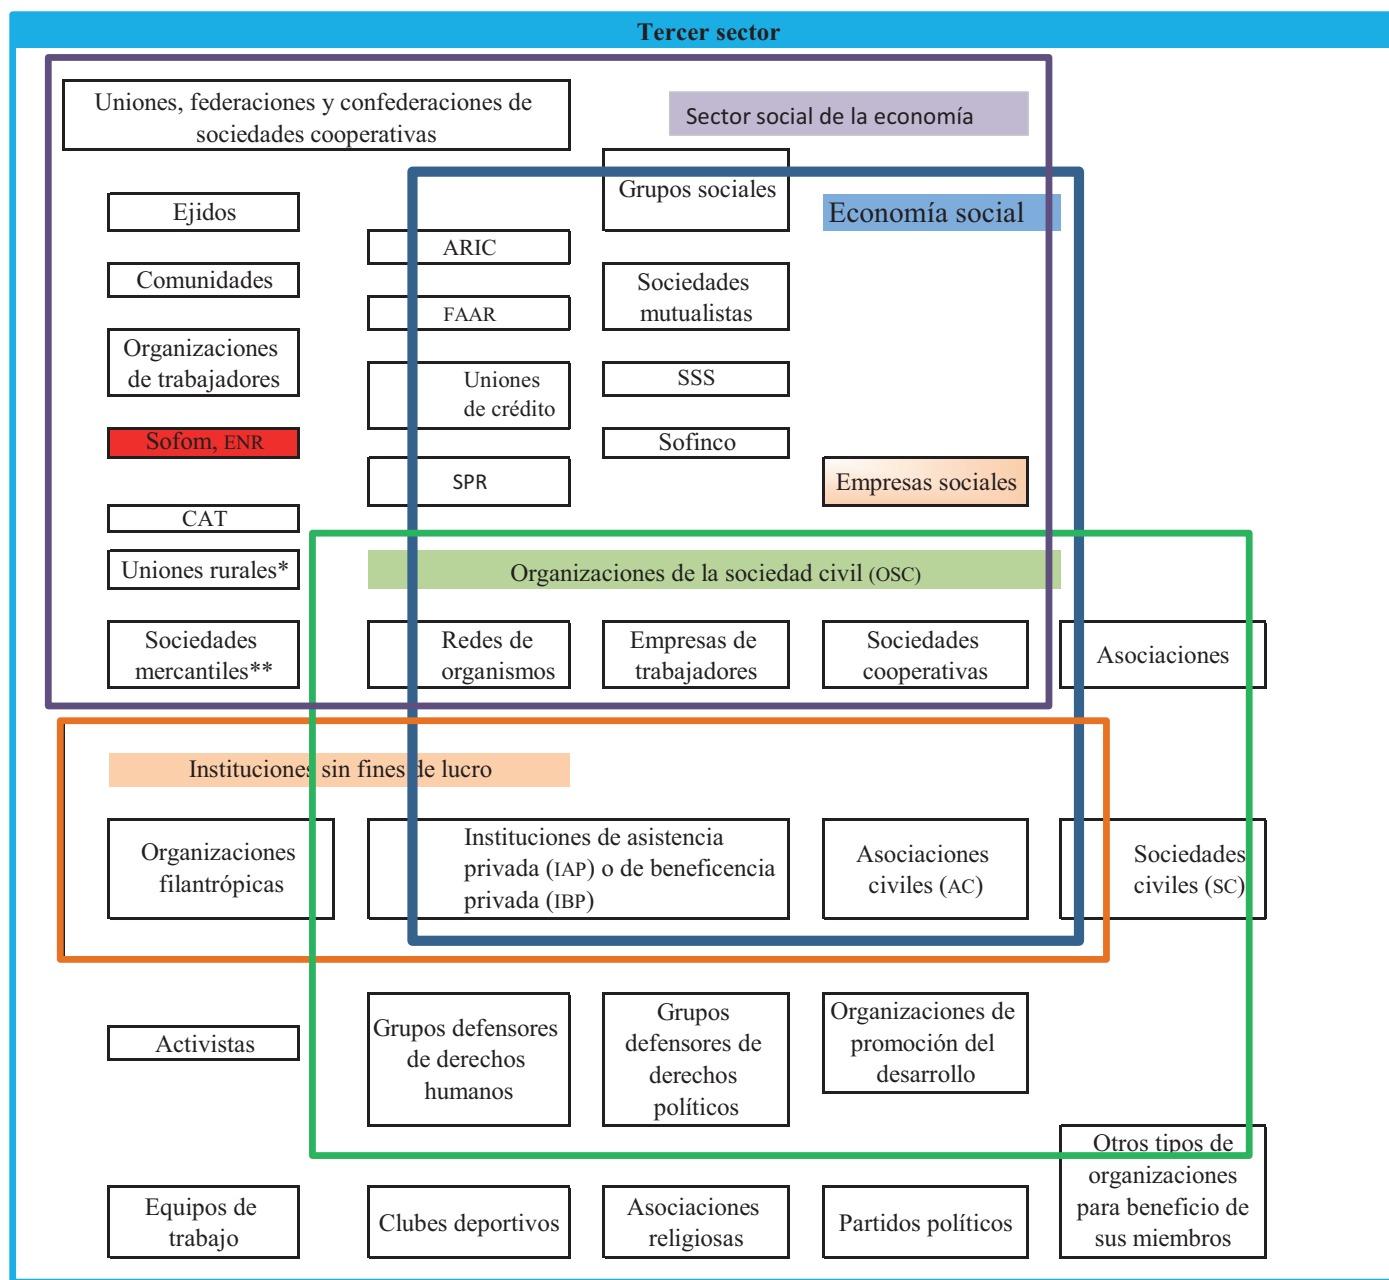 Tercer sector
Uniones, federaciones y confederaciones de
sociedades cooperativas
Sector social de la economía
Grupos sociales
Economía social
Ejidos
ARIC
Comunidades
Sociedades
mutualistas
FAAR
Organizaciones
de trabajadores
Uniones
de crédito
SSS
Sofom, ENR
Sofinco
SPR
Empresas sociales
CAT
Uniones rurales*
Organizaciones de la sociedad civil (OSC)
Sociedades
mercantiles**
Redes de
organismos
Empresas de
trabajadores
Sociedades
cooperativas
Asociaciones
Instituciones sin fines de lucro
Organizaciones
filantrópicas
Instituciones de asistencia
privada (IAP) o de beneficencia
privada (IBP)
Asociaciones
civiles (AC)
Sociedades
civiles (SC)
Activistas
Grupos defensores
de derechos
humanos
Grupos
defensores de
derechos
políticos
Organizaciones de
promoción del
desarrollo
Equipos de
trabajo
Clubes deportivos
Asociaciones
religiosas
Partidos políticos
Otros tipos de
organizaciones
para beneficio de
sus miembros